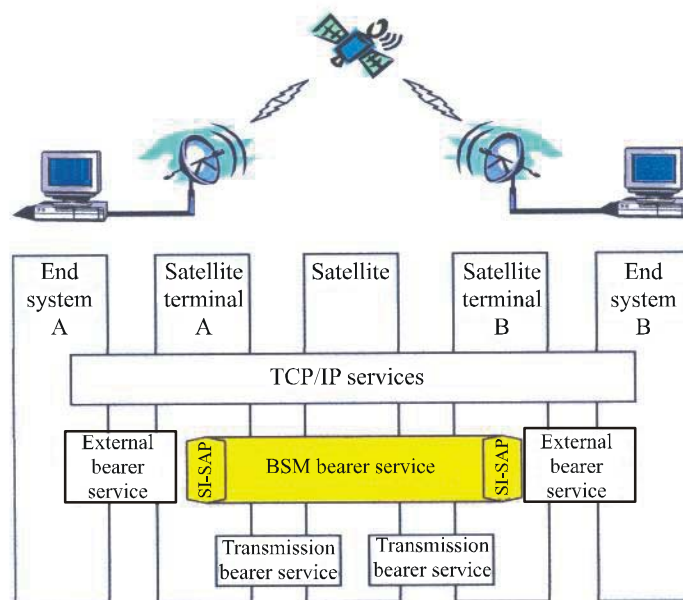 End
system
A
Satellite
terminal
A
Satellite
Satellite
terminal
B
End
system
B
TCP/IP services
External
bearer
service
SI-SAP
BSM bearer service
SI-SAP
External
bearer
service
Transmission
bearer service
Transmission
bearer service